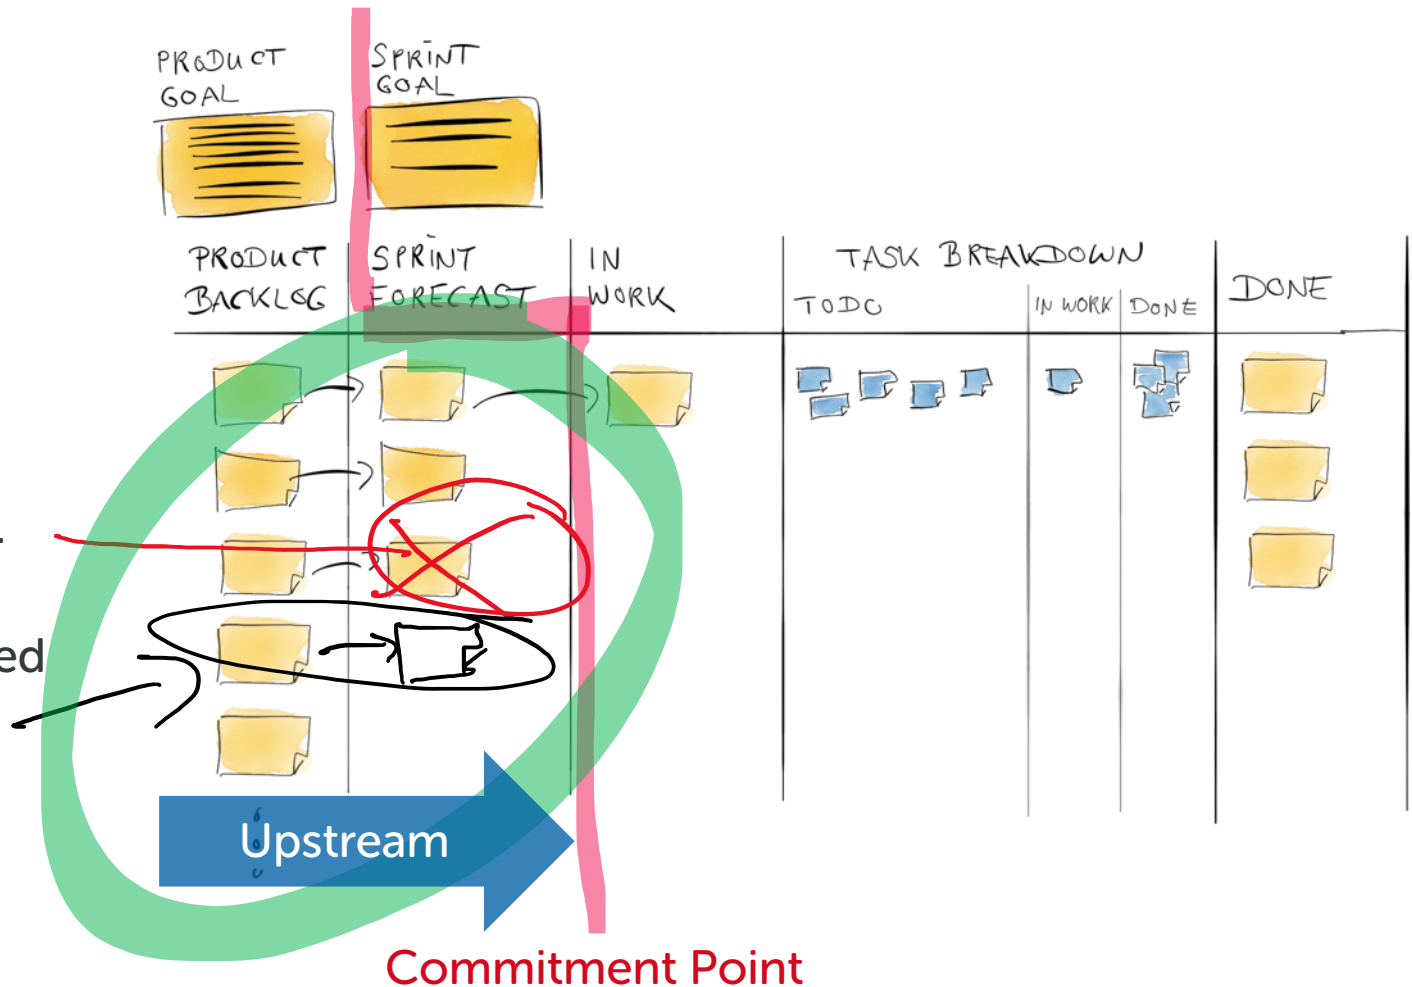 PRODUCT
GOAL
SPRINT
GOAL
PRODUCT
BACKLOG
SPRINT
FORECAST
IN
WORK
TASK BREAKDOWN
TODO
IN WORK
DONE
DONE
ed
Upstream
Commitment Point